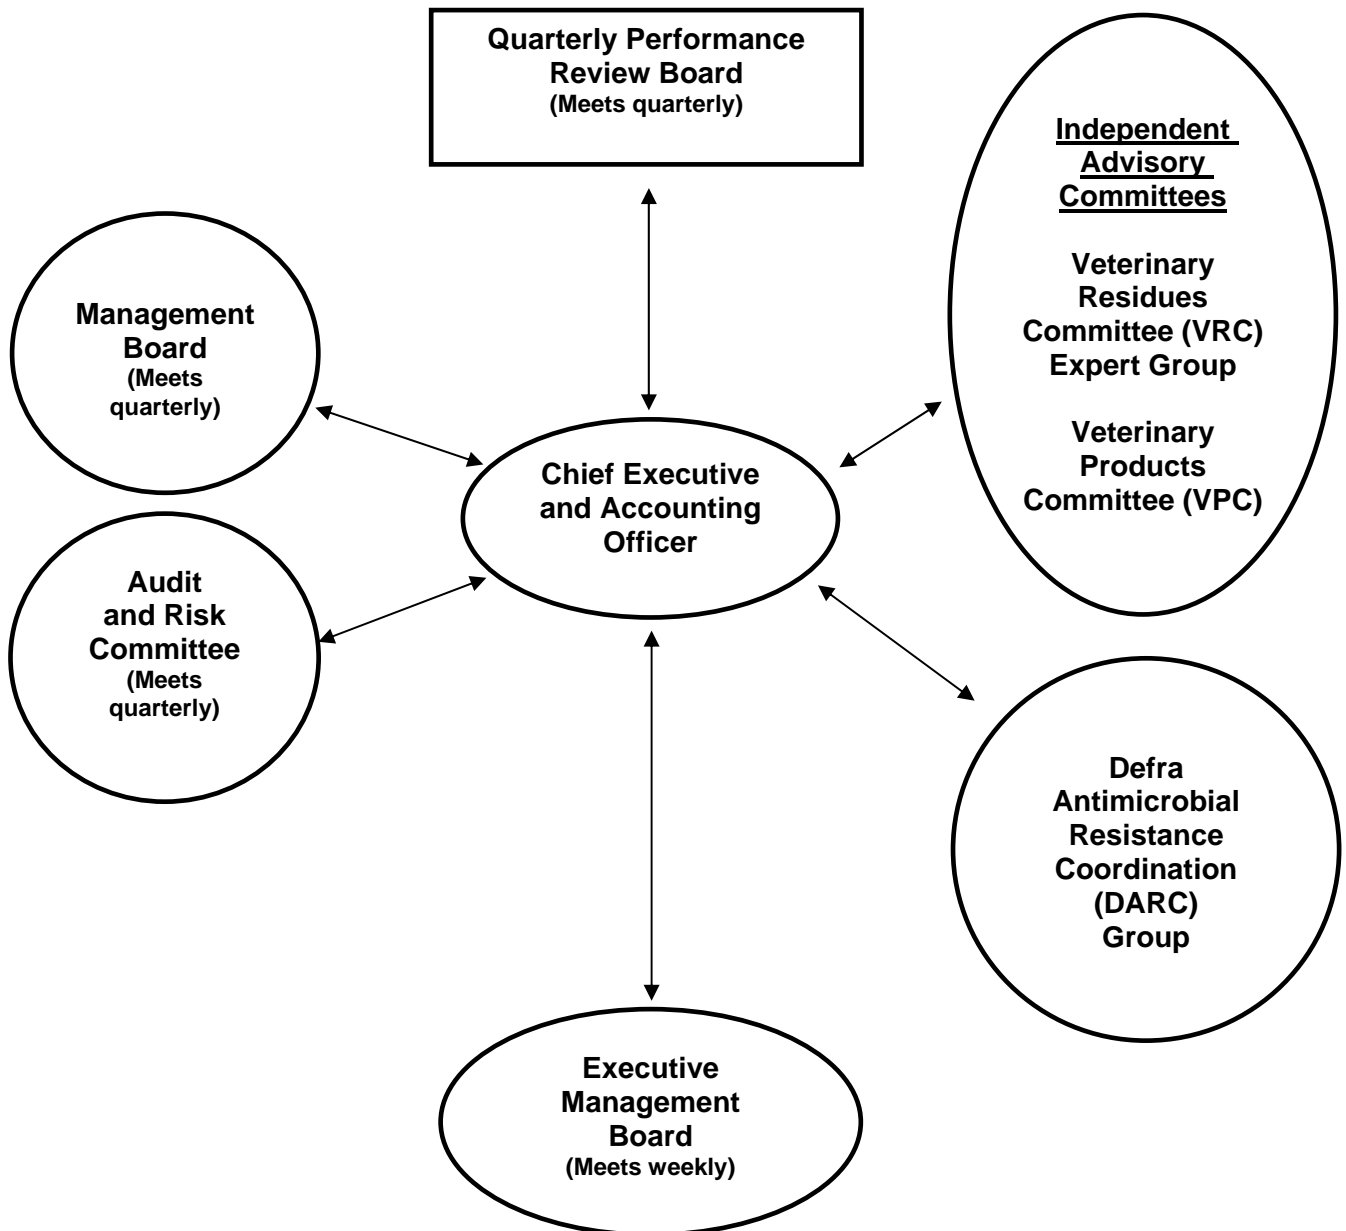 Quarterly Performance
Review Board
(Meets quarterly)
Independent
Advisory
Committees
Veterinary
Residues
Committee (VRC)
Expert Group
Veterinary
Products
Committee (VPC)
Management
Board
(Meets
quarterly)
Chief Executive
and Accounting
Officer
Audit
and Risk
Committee
(Meets
quarterly)
Defra
Antimicrobial
Resistance
Coordination
(DARC)
Group
Executive
Management
Board
(Meets weekly)